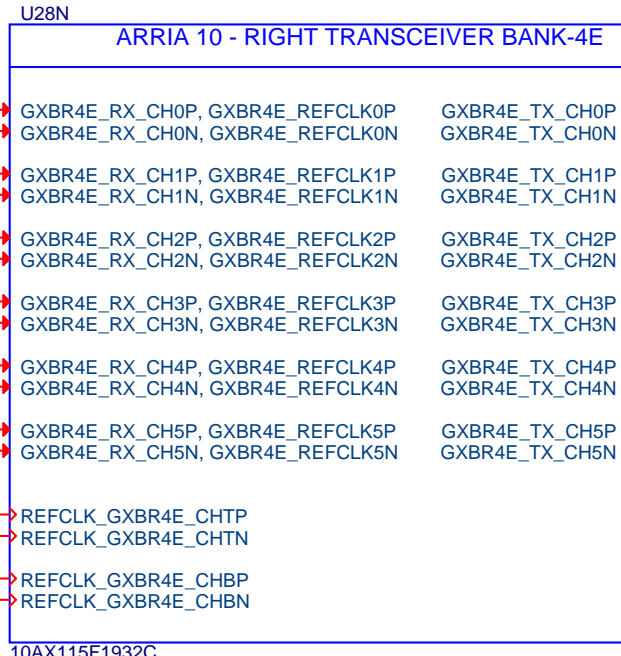 U28N
ARRIA 10 - RIGHT TRANSCEIVER BANK-4E
GXBR4E_RX_CH0P, GXBR4E_REFCLK0P GXBR4E_TX_CH0P
GXBR4E_RX_CH0N, GXBR4E_REFCLK0N GXBR4E_TX_CH0N
GXBR4E_RX_CH1P, GXBR4E_REFCLK1P GXBR4E_TX_CH1P
GXBR4E_RX_CH1N, GXBR4E_REFCLK1N GXBR4E_TX_CH1N
GXBR4E_RX_CH2P, GXBR4E_REFCLK2P GXBR4E_TX_CH2P
GXBR4E_RX_CH2N, GXBR4E_REFCLK2N GXBR4E_TX_CH2N
GXBR4E_RX_CH3P, GXBR4E_REFCLK3P GXBR4E_TX_CH3P
GXBR4E_RX_CH3N, GXBR4E_REFCLK3N GXBR4E_TX_CH3N
GXBR4E_RX_CH4P, GXBR4E_REFCLK4P GXBR4E_TX_CH4P
GXBR4E_RX_CH4N, GXBR4E_REFCLK4N GXBR4E_TX_CH4N
GXBR4E_RX_CH5P, GXBR4E_REFCLK5P GXBR4E_TX_CH5P
GXBR4E_RX_CH5N, GXBR4E_REFCLK5N GXBR4E_TX_CH5N
REFCLK_GXBR4E_CHTP
REFCLK_GXBR4E_CHTN
REFCLK_GXBR4E_CHBP
REFCLK_GXBR4E_CHBN
10AX115F1932C